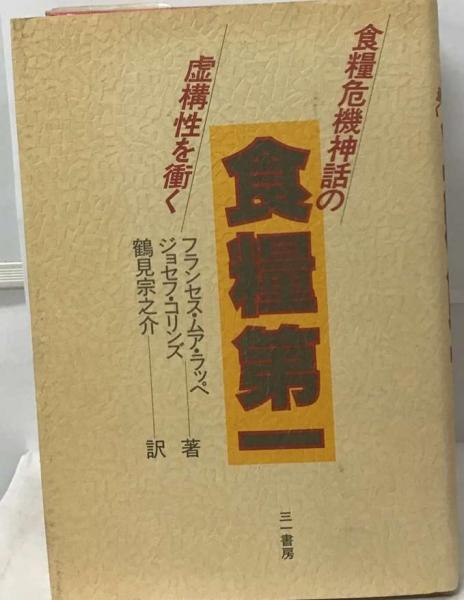 食糧危機神話の
虚構性を衝く
食糧第一
フランセス・ムア・ラッペ
ジョセフ・コリンズ
著
鶴見宗之介
訳
三一書房